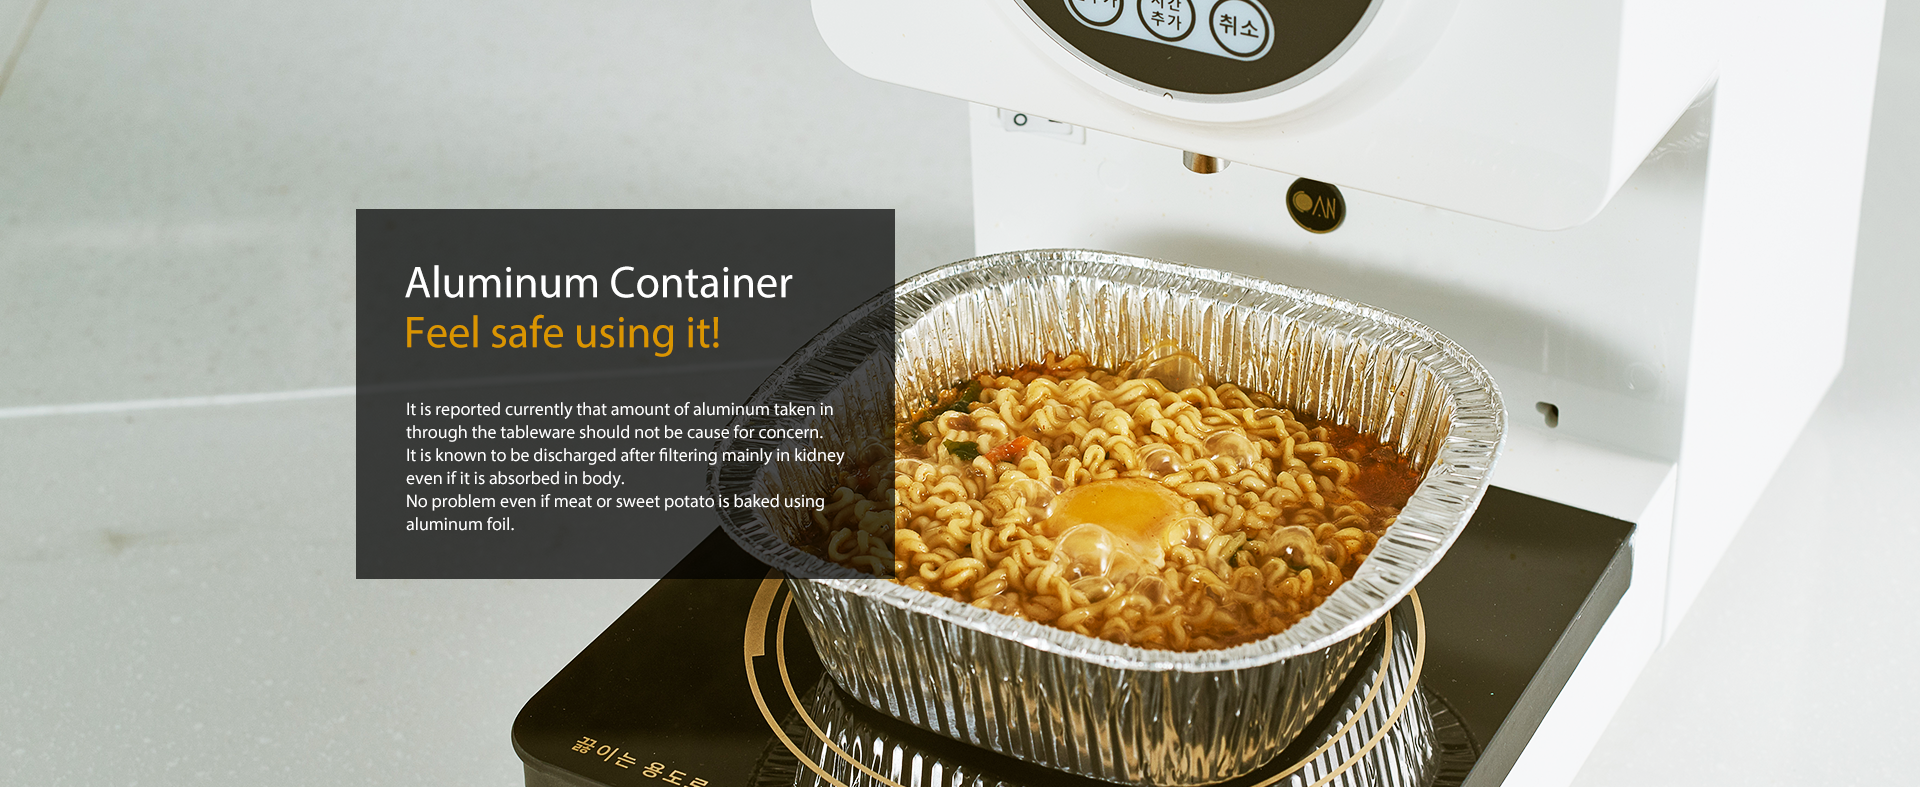 시간
추가
취소
OAN
Aluminum Container
Feel safe using it!
It is reported currently that amount of aluminum taken in
through the tableware should not be cause for concern.
It is known to be discharged after filtering mainly in kidney
even if it is absorbed in body.
No problem even if meat or sweet potato is baked using
aluminum foil.
끓이는 용도로